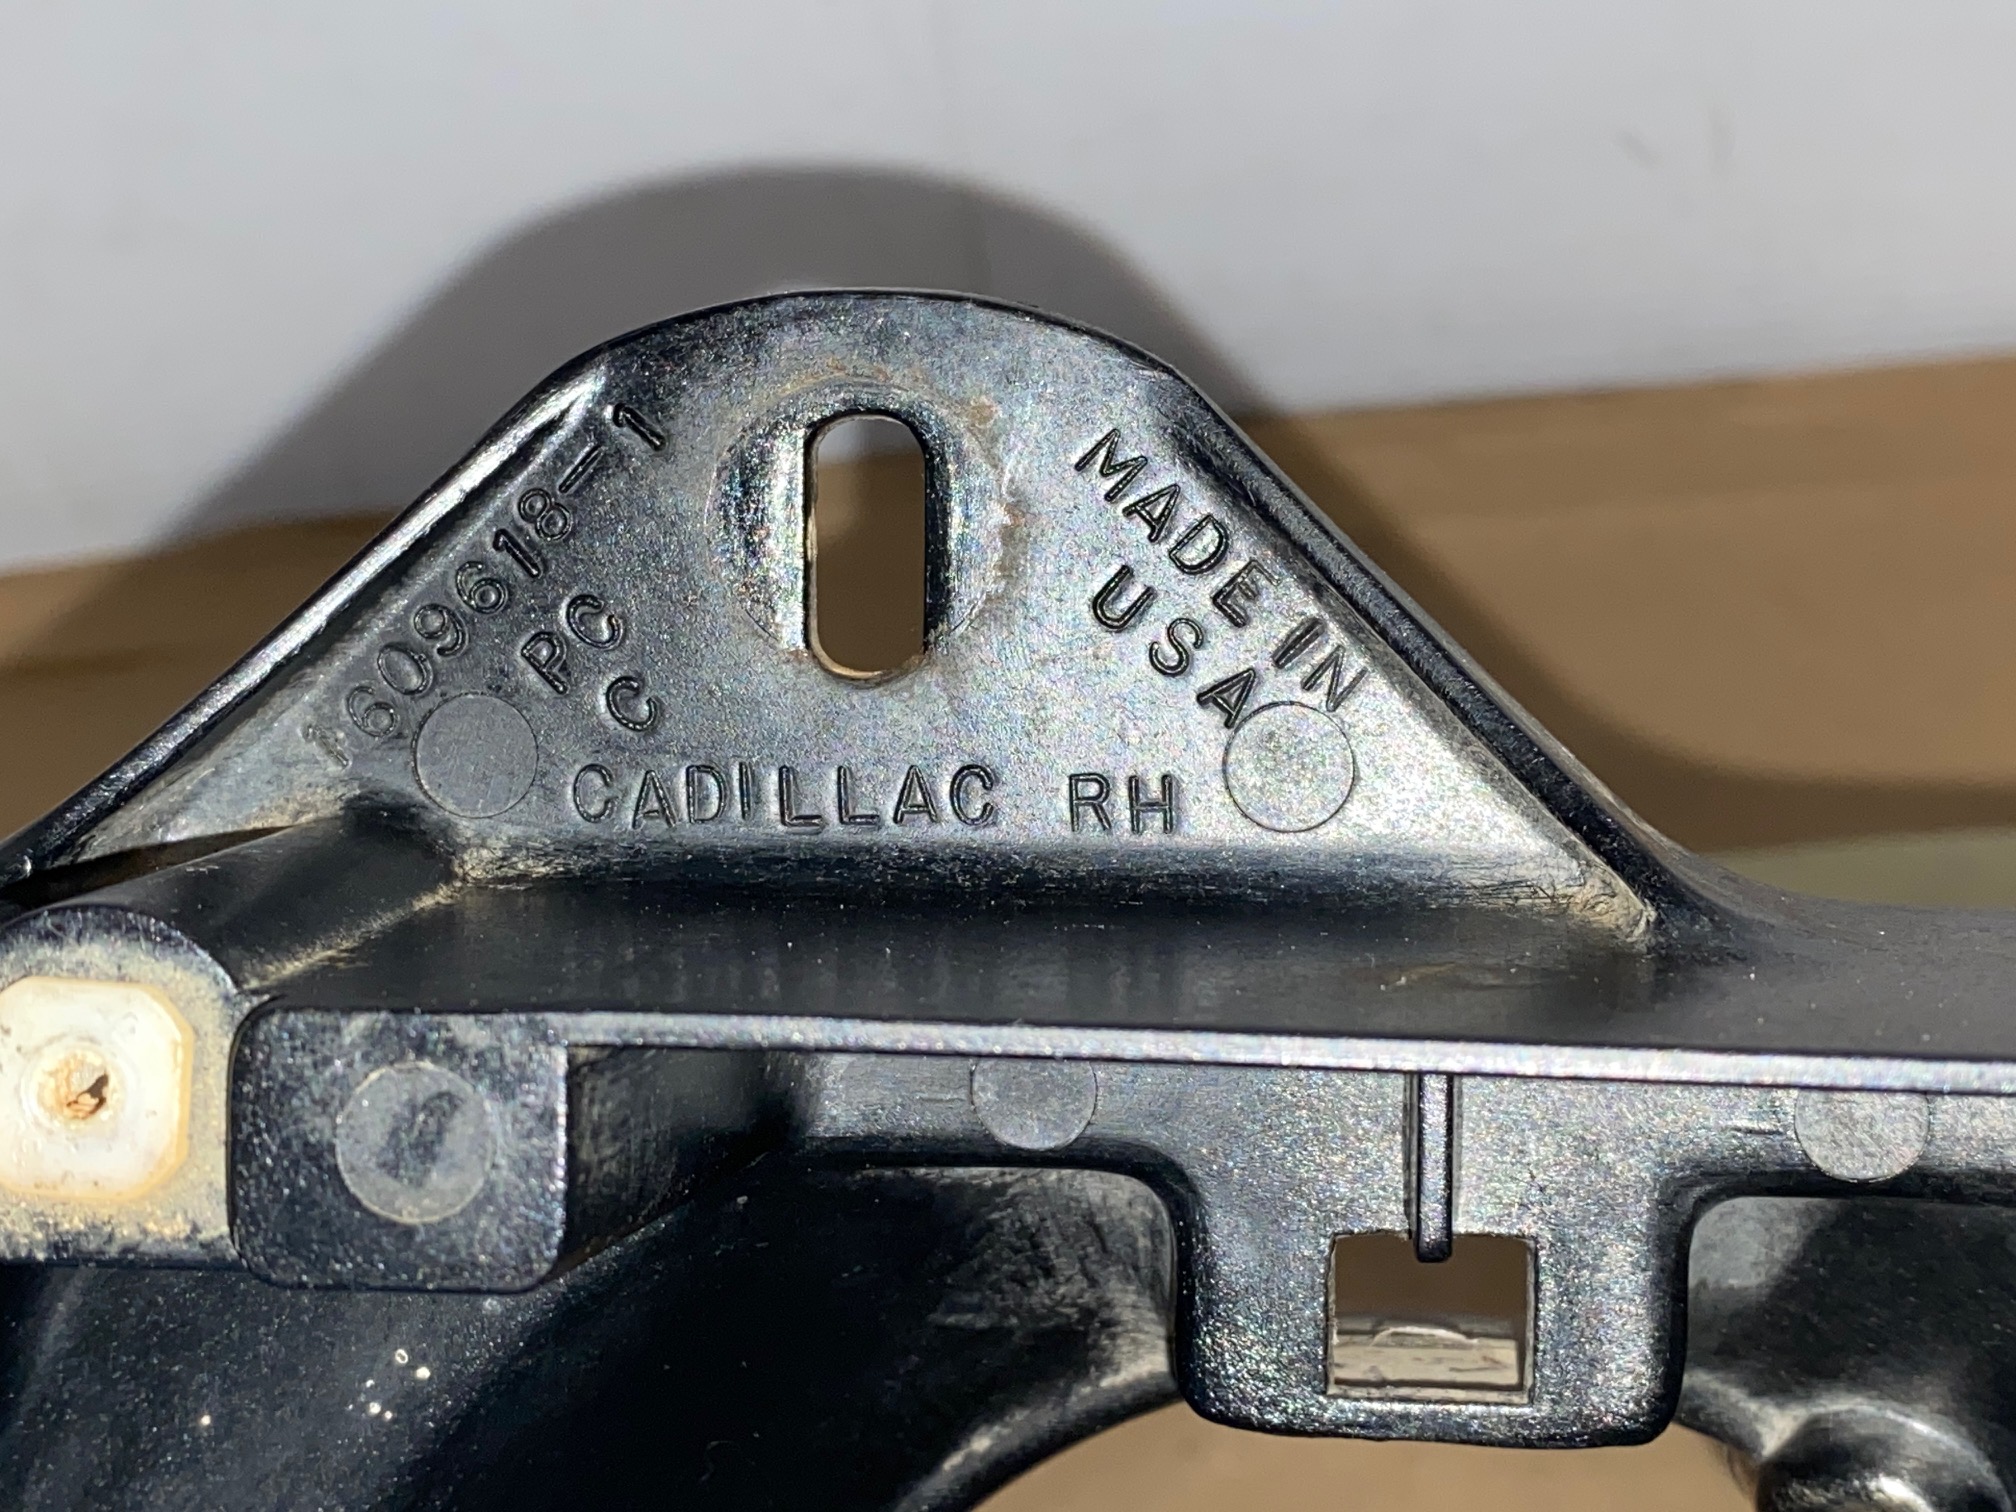 1609618-1
PC
C
MADE IN
USA
CADILLAC RH